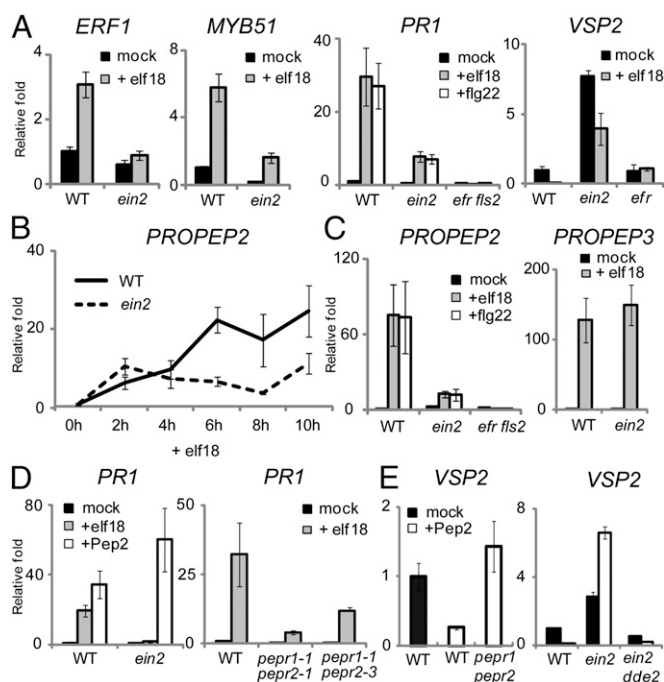 A
ERF1
Relative fold
4
2
0
mock
+ elf18
WT
ein2
MYB51
8
4
0
mock
+ elf18
WT
ein2
PR1
40
20
0
mock
+elf18
+flg22
WT
ein2
efr fls2
VSP2
10
5
0
mock
+ elf18
WT
ein2
efr
B
PROPEP2
Relative fold
40
20
0
WT
ein2
0h 2h 4h 6h 8h 10h
+ elf18
C
PROPEP2
Relative fold
120
60
0
mock
+elf18
+flg22
WT
ein2
efr fls2
PROPEP3
200
100
0
mock
+ elf18
WT
ein2
D
PR1
Relative fold
80
40
0
mock
+elf18
+Pep2
WT
ein2
PR1
50
25
0
mock
+ elf18
WT
pepr1-1
pepr2-1
pepr1-1
pepr2-3
E
VSP2
2
1
0
mock
+Pep2
WT
WT
pepr1
pepr2
VSP2
8
4
0
WT
ein2
ein2
dde2